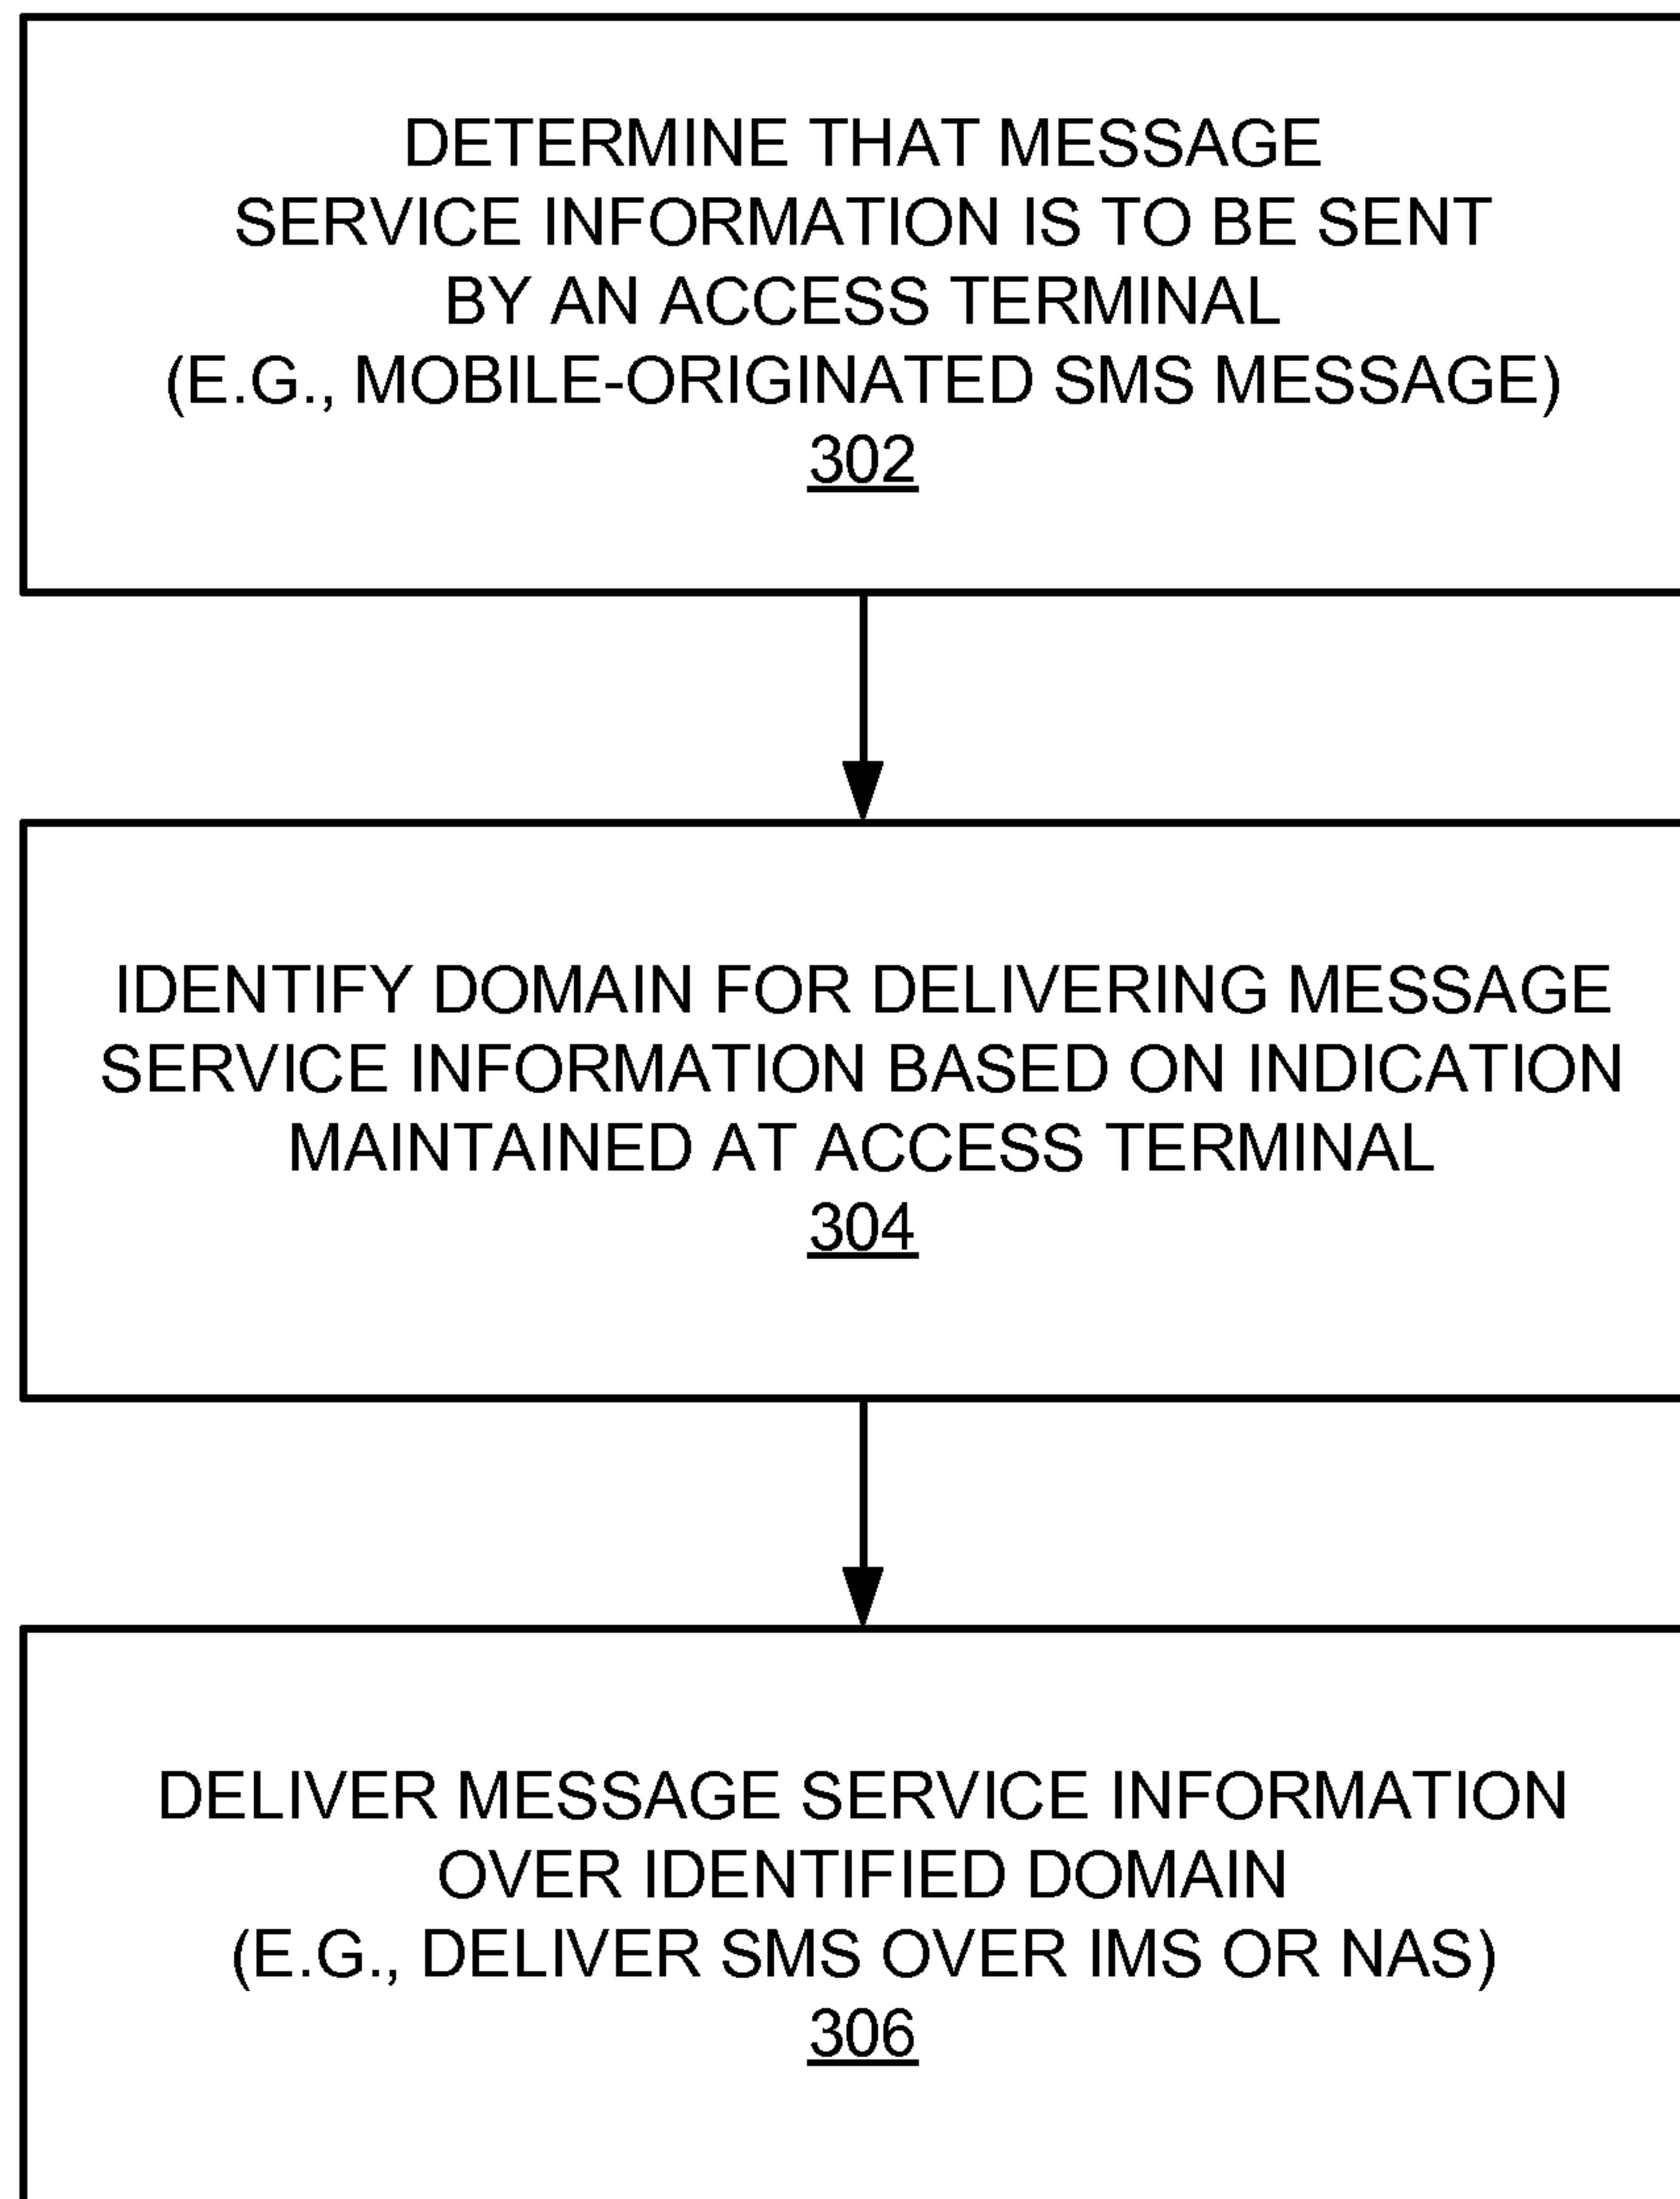 DETERMINE THAT MESSAGE
SERVICE INFORMATION IS TO BE SENT
BY AN ACCESS TERMINAL
(E.G., MOBILE-ORIGINATED SMS MESSAGE)
302
IDENTIFY DOMAIN FOR DELIVERING MESSAGE
SERVICE INFORMATION BASED ON INDICATION
MAINTAINED AT ACCESS TERMINAL
304
DELIVER MESSAGE SERVICE INFORMATION
OVER IDENTIFIED DOMAIN
(E.G., DELIVER SMS OVER IMS OR NAS)
306